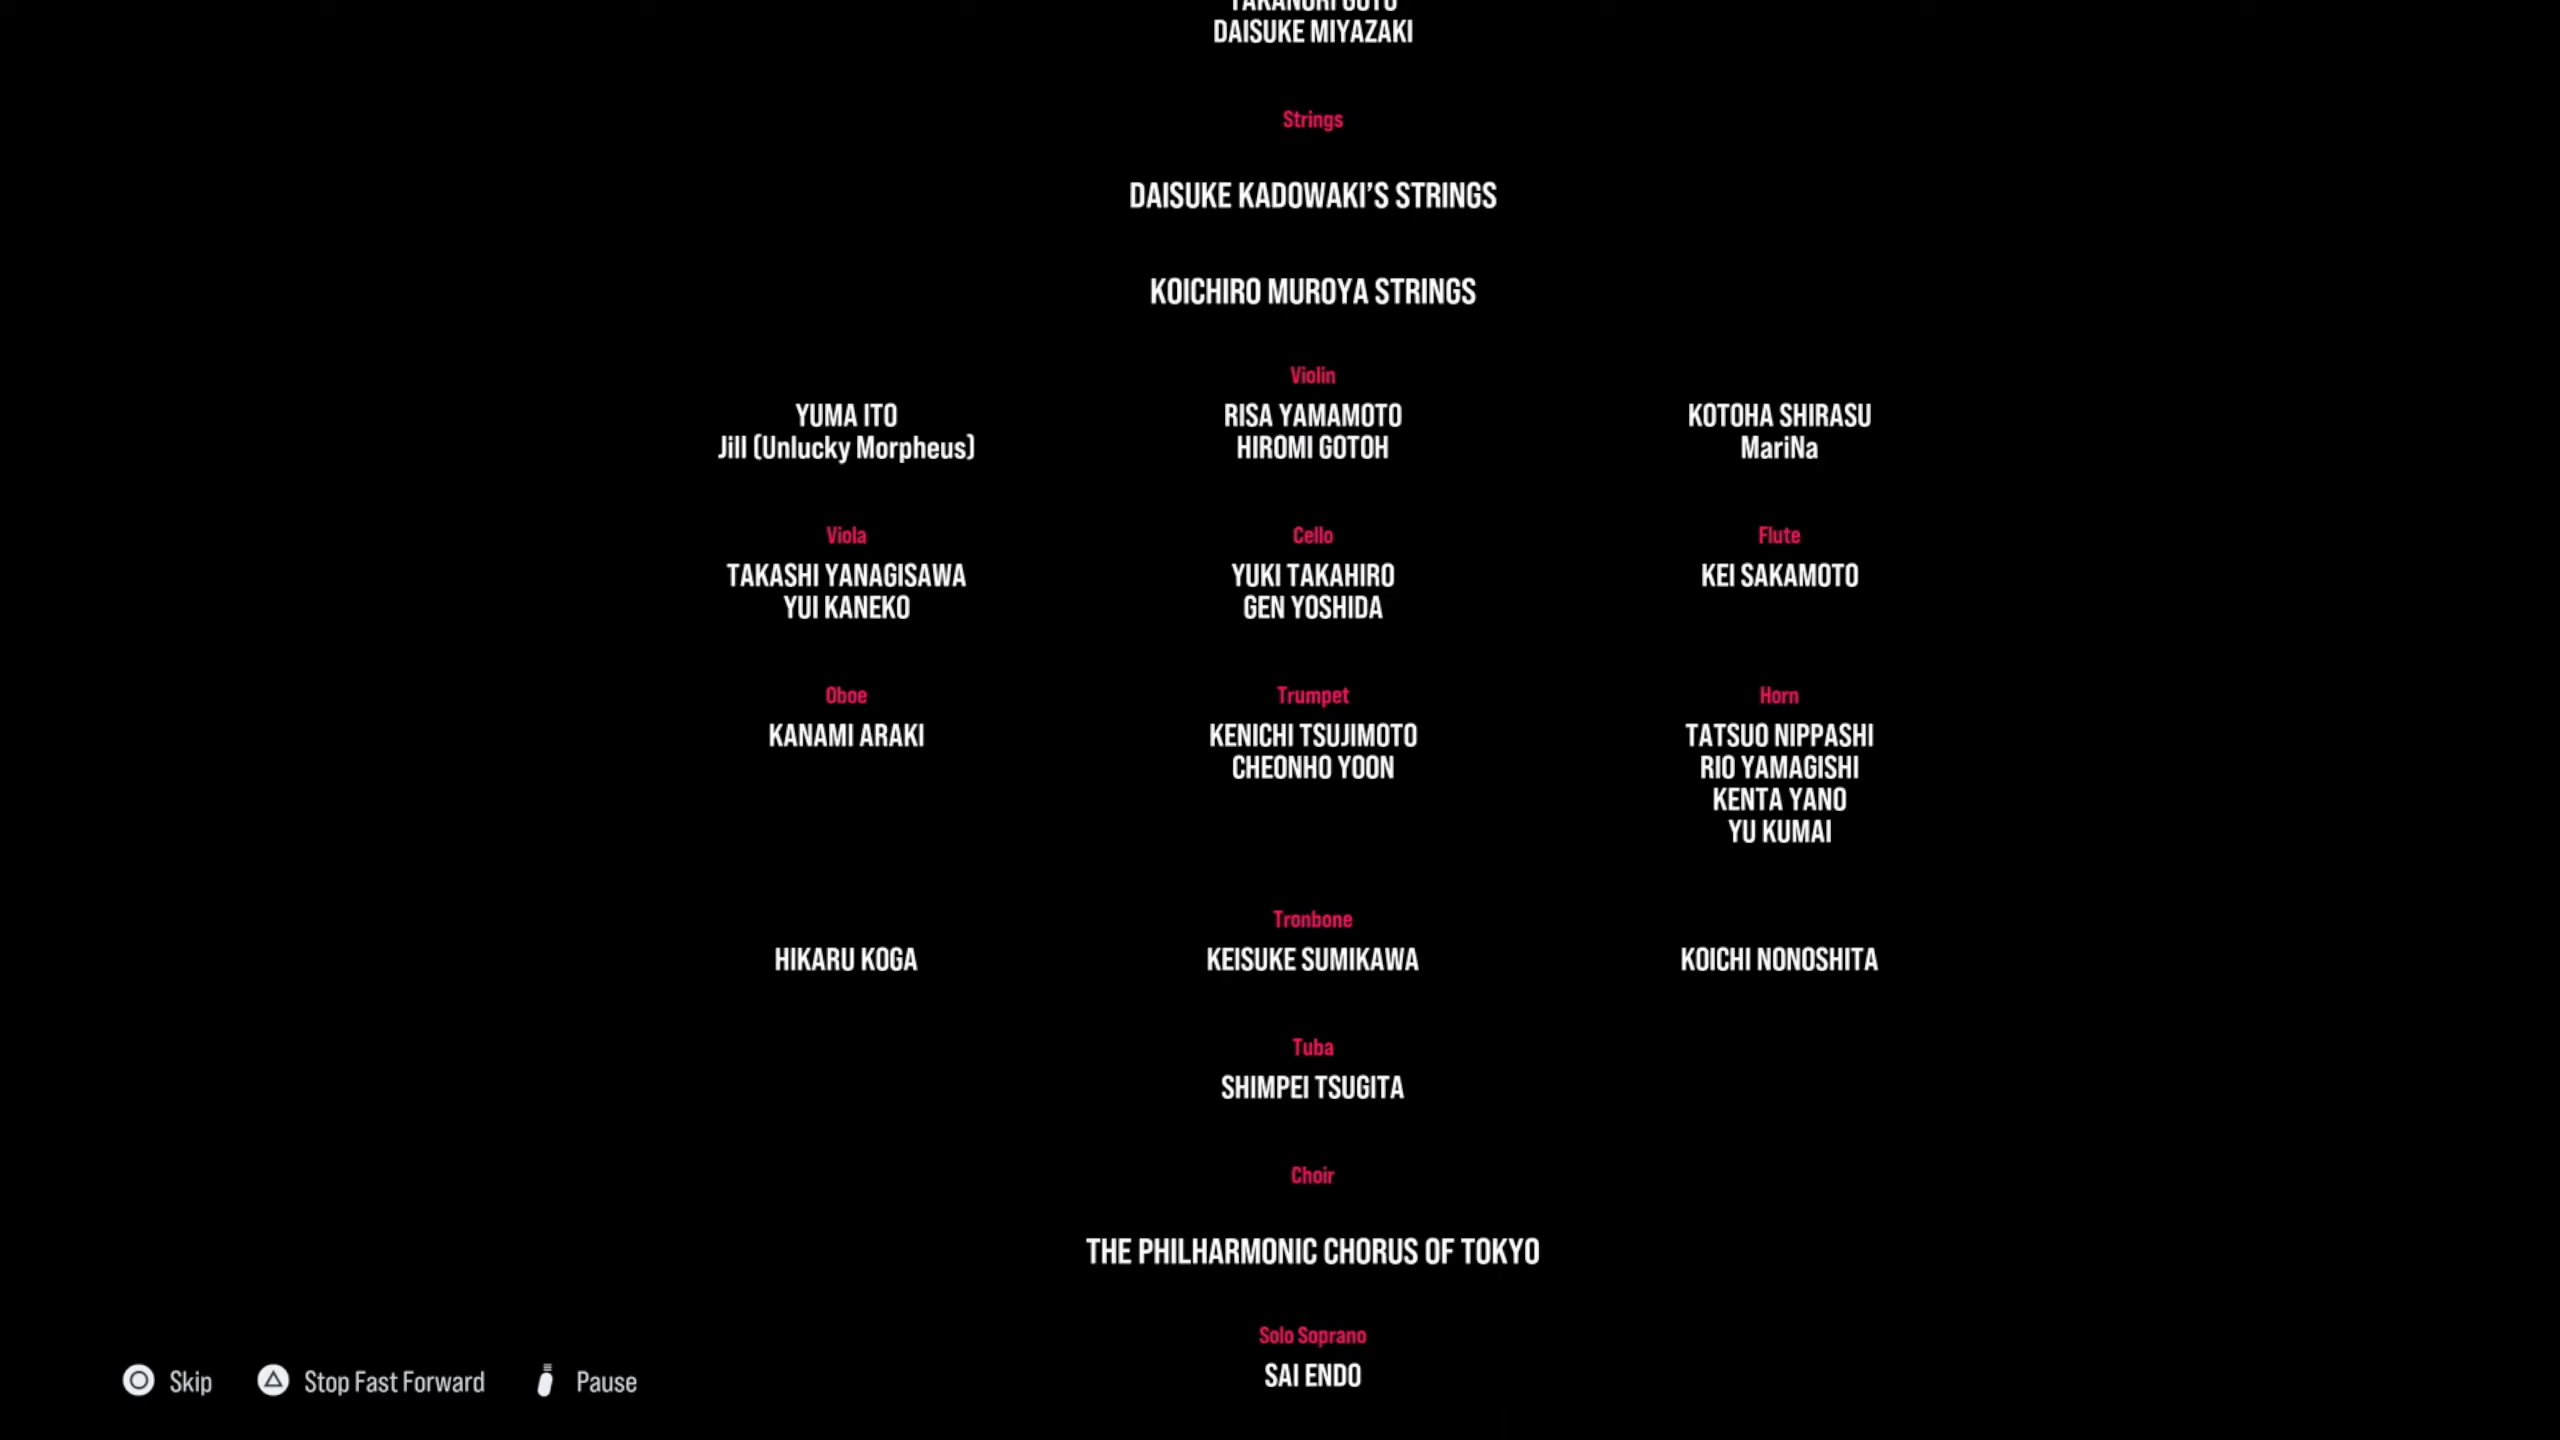 TAKANORI GOTO
DAISUKE MIYAZAKI
Strings
DAISUKE KADOWAKI’S STRINGS
KOICHIRO MUROYA STRINGS
Violin
YUMA ITO RISA YAMAMOTO KOTOHA SHIRASU
Jill (Unlucky Morpheus) HIROMI GOTOH MariNa
Viola Cello Flute
TAKASHI YANAGISAWA YUKI TAKAHIRO KEI SAKAMOTO
YUI KANEKO GEN YOSHIDA
Oboe Trumpet Horn
KANAMI ARAKI KENICHI TSUJIMOTO TATSUO NIPPASHI
CHEONHO YOON RIO YAMAGISHI
KENTA YANO
YU KUMAI
Tronbone
HIKARU KOGA KEISUKE SUMIKAWA KOICHI NONOSHITA
Tuba
SHIMPEI TSUGITA
Choir
THE PHILHARMONIC CHORUS OF TOKYO
Solo Soprano
SAI ENDO
Skip Stop Fast Forward Pause